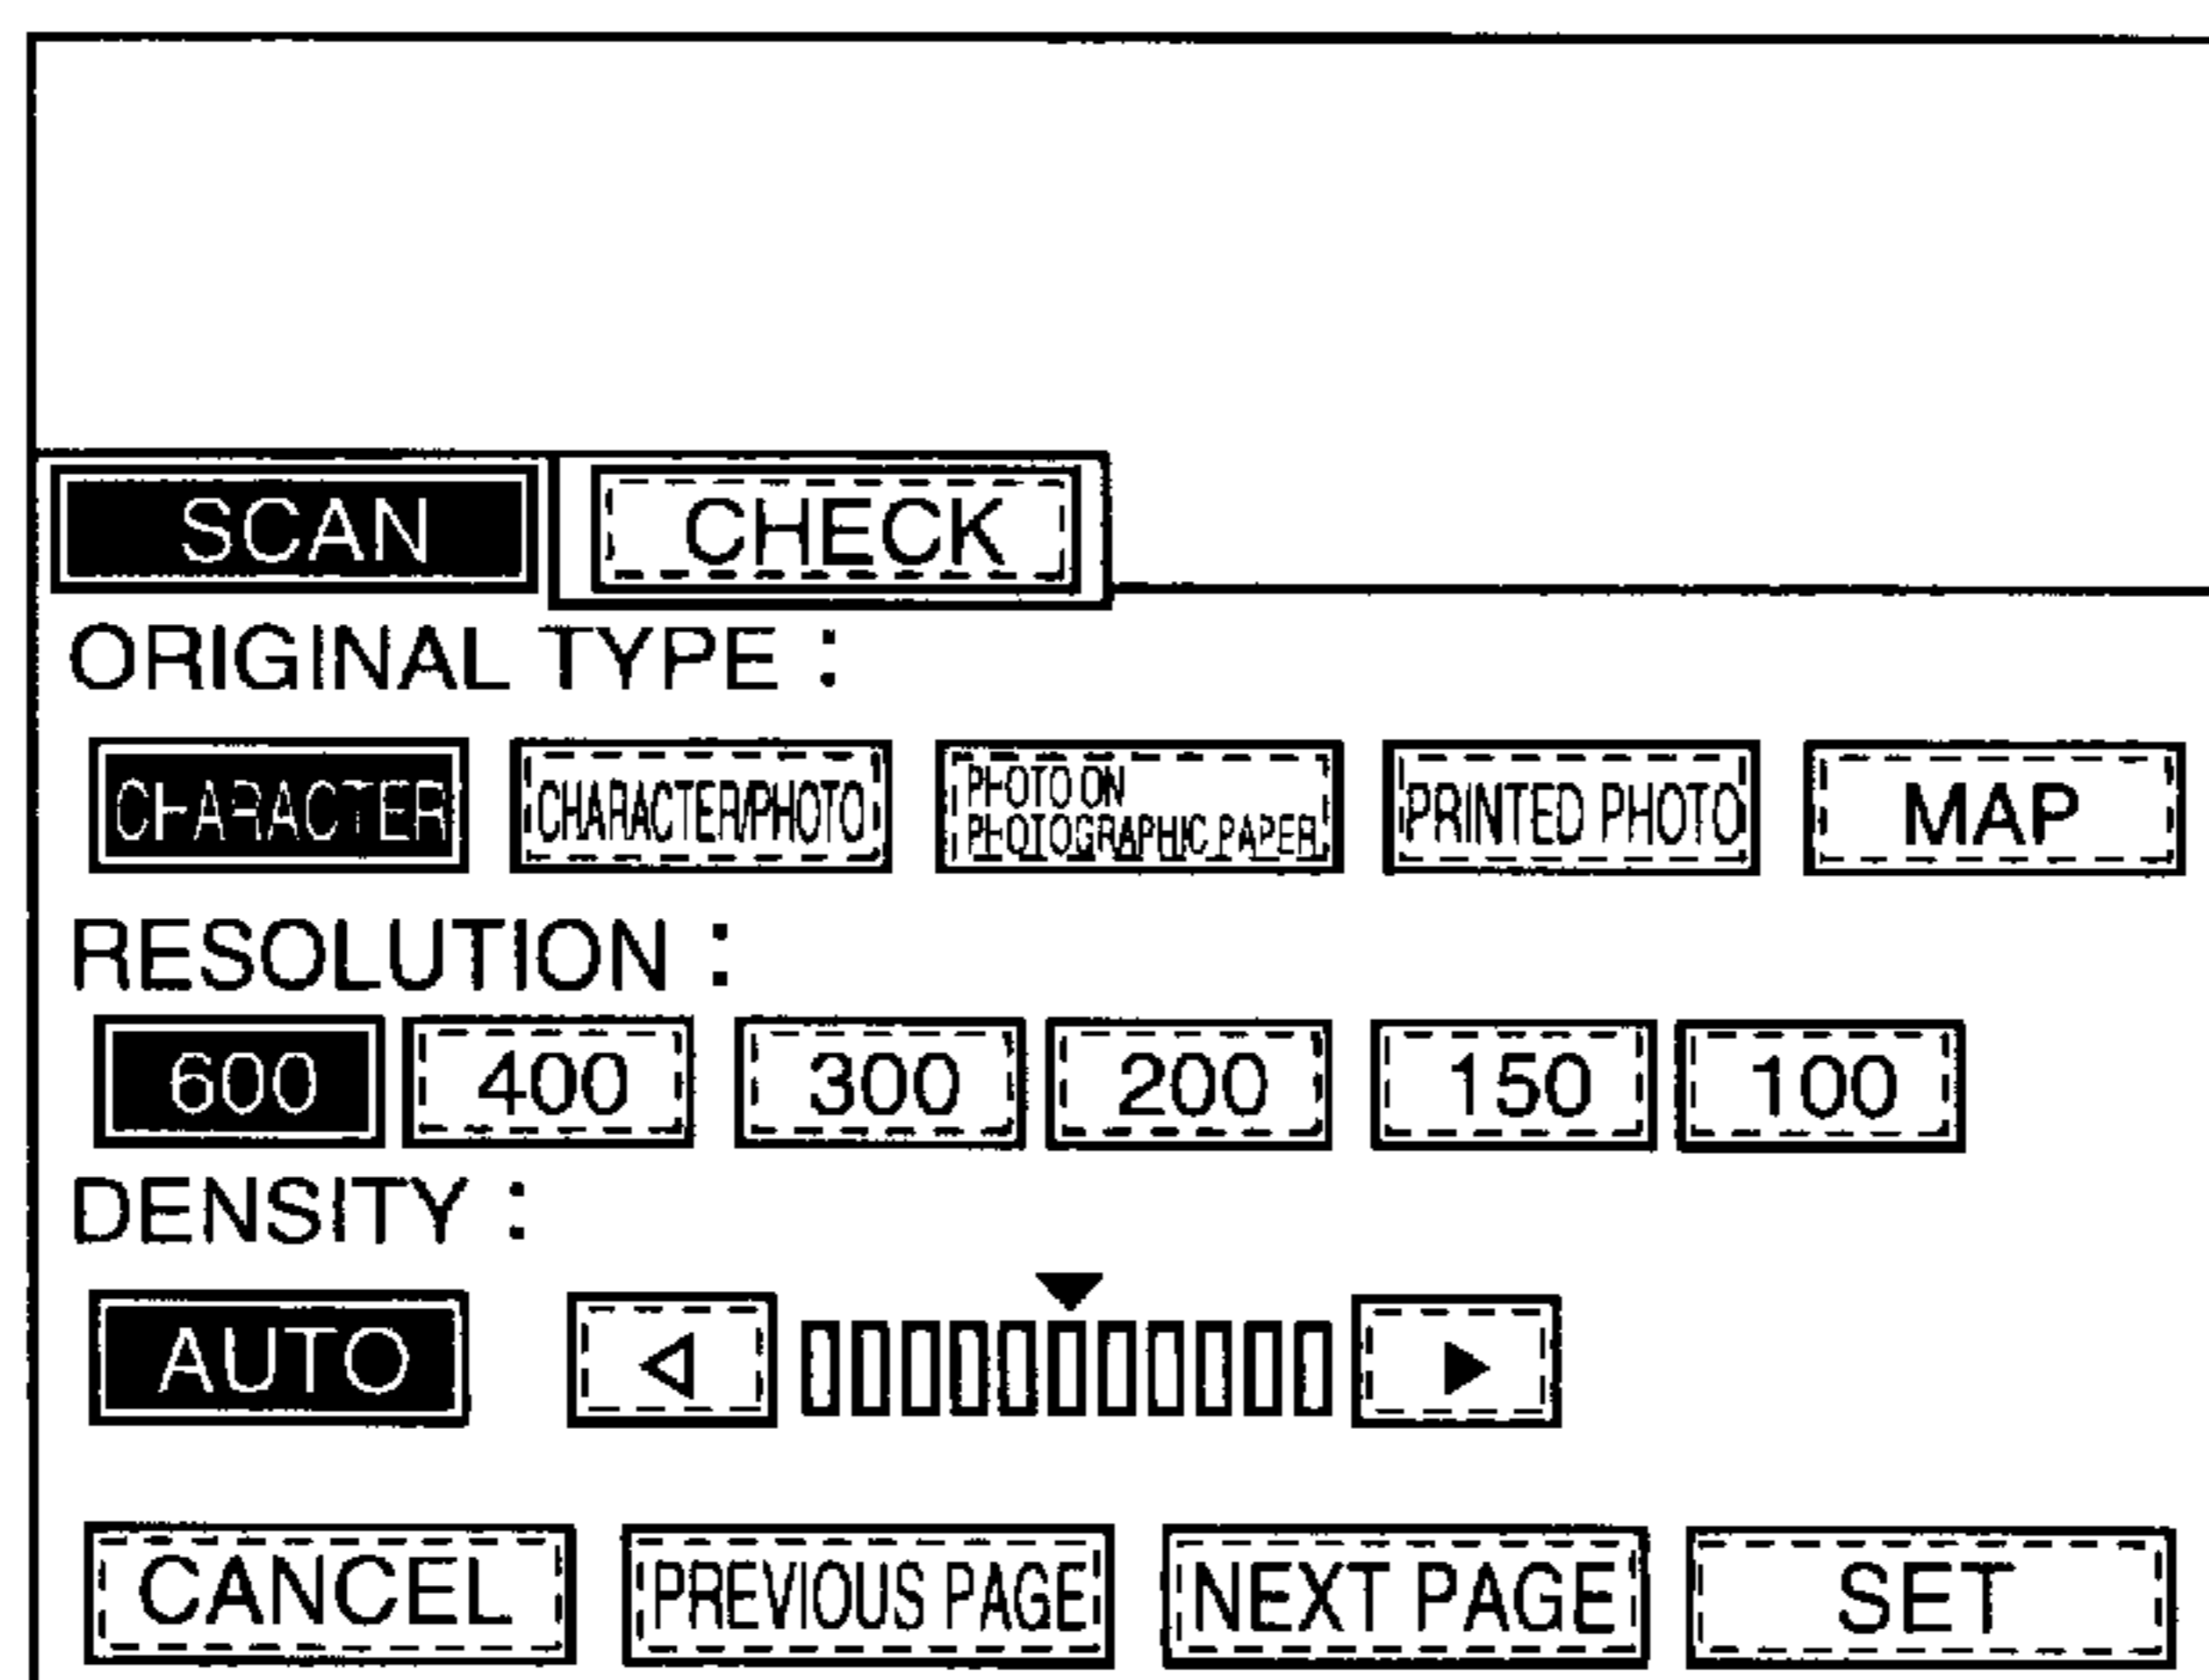 SCAN CHECK
ORIGINAL TYPE :
CHARACTER CHARACTER/PHOTO PHOTO ON PHOTOGRAPHIC PAPER PRINTED PHOTO MAP
RESOLUTION :
600 400 300 200 150 100
DENSITY :
AUTO
CANCEL PREVIOUS PAGE NEXT PAGE SET